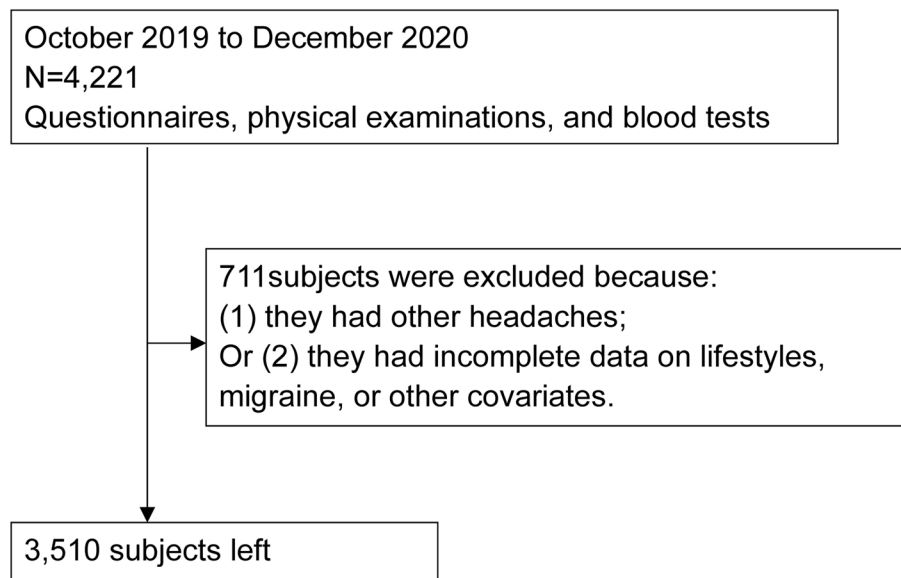 October 2019 to December 2020
N=4,221
Questionnaires, physical examinations, and blood tests
711subjects were excluded because:
(1) they had other headaches;
Or (2) they had incomplete data on lifestyles,
migraine, or other covariates.
3,510 subjects left